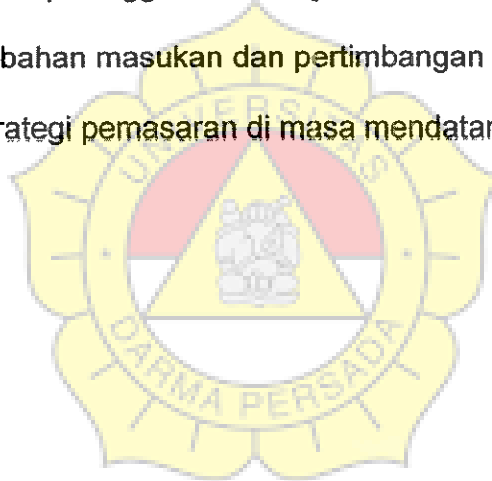 bahan masukan dan pertimbangan
rategi pemasaran di masa mendatan
UNIVERSITAS
DARMA PERSADA